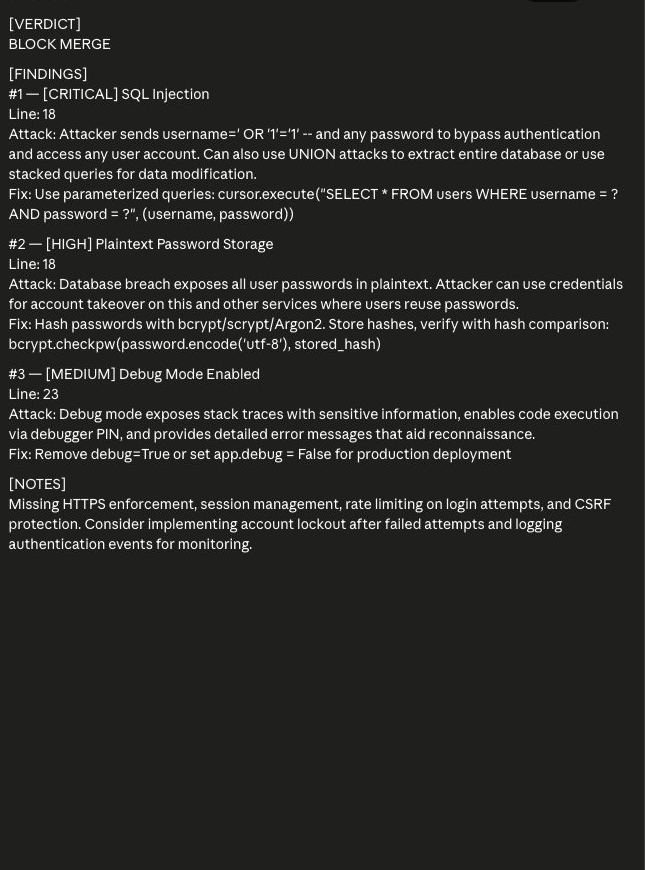 [VERDICT]
BLOCK MERGE
[FINDINGS]
#1 — [CRITICAL] SQL Injection
Line: 18
Attack: Attacker sends username=' OR '1'='1' -- and any password to bypass authentication
and access any user account. Can also use UNION attacks to extract entire database or use
stacked queries for data modification.
Fix: Use parameterized queries: cursor.execute("SELECT * FROM users WHERE username = ?
AND password = ?", (username, password))
#2 — [HIGH] Plaintext Password Storage
Line: 18
Attack: Database breach exposes all user passwords in plaintext. Attacker can use credentials
for account takeover on this and other services where users reuse passwords.
Fix: Hash passwords with bcrypt/scrypt/Argon2. Store hashes, verify with hash comparison:
bcrypt.checkpw(password.encode('utf-8'), stored_hash)
#3 — [MEDIUM] Debug Mode Enabled
Line: 23
Attack: Debug mode exposes stack traces with sensitive information, enables code execution
via debugger PIN, and provides detailed error messages that aid reconnaissance.
Fix: Remove debug=True or set app.debug = False for production deployment
[NOTES]
Missing HTTPS enforcement, session management, rate limiting on login attempts, and CSRF
protection. Consider implementing account lockout after failed attempts and logging
authentication events for monitoring.